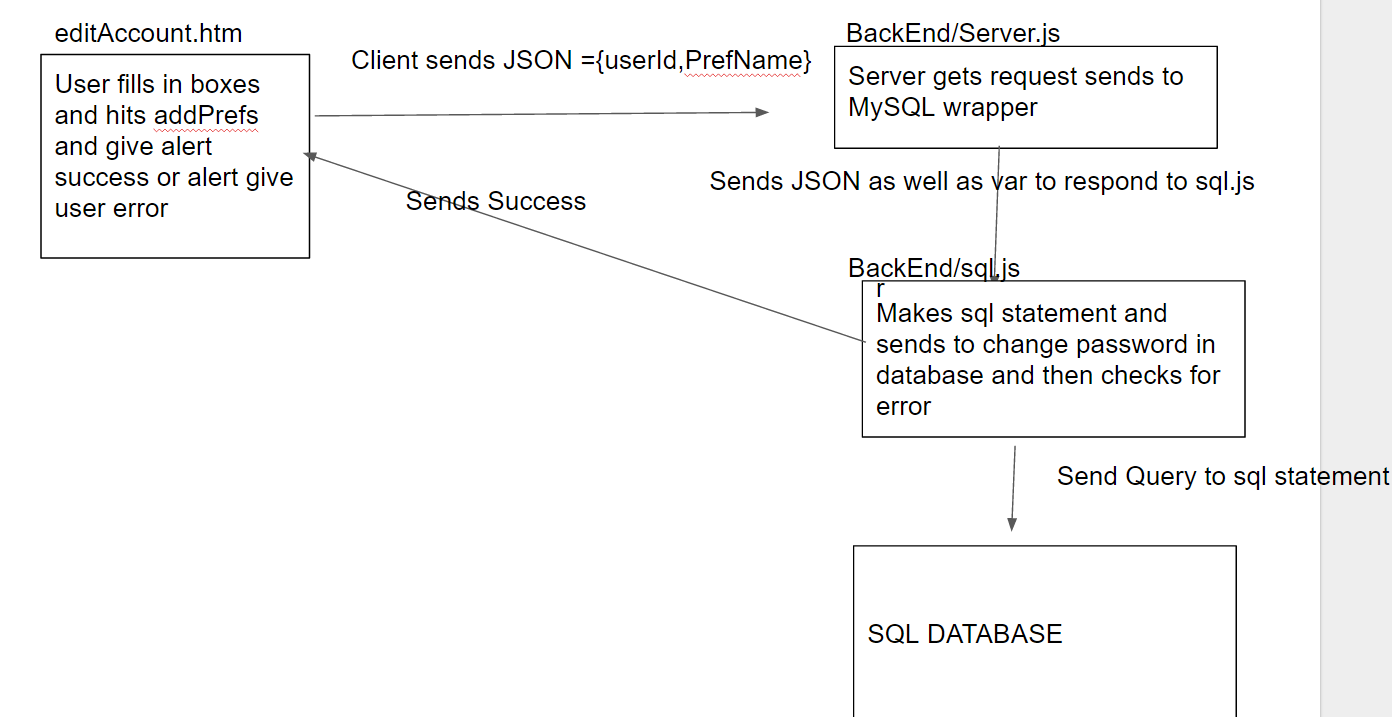 editAccount.htm
User fills in boxes
and hits addPrefs
and give alert
success or alert give
user error
Client sends JSON ={userId,PrefName}
BackEnd/Server.js
Server gets request sends to
MySQL wrapper
Sends JSON as well as var to respond to sql.js
Sends Success
BackEnd/sql.js
r
Makes sql statement and
sends to change password in
database and then checks for
error
Send Query to sql statement
SQL DATABASE